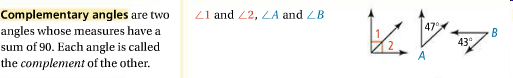 Complementary angles are two
angles whose measures have a
sum of 90. Each angle is called
the complement of the other.
∠1 and ∠2, ∠A and ∠B
1
2
47°
A
43°
B